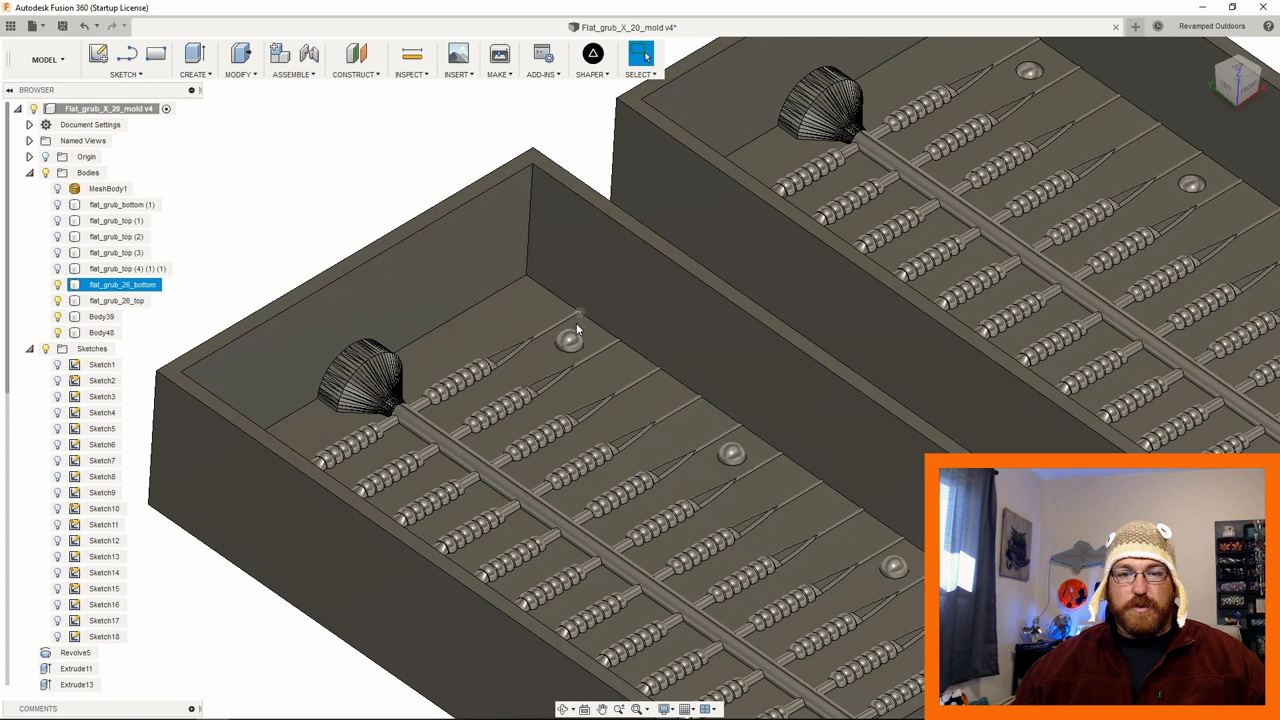 Autodesk Fusion 360 (Startup License)
Flat_grub_X_20_mold v4*
Revamped Outdoors
MODEL
SKETCH
CREATE
MODIFY
ASSEMBLE
CONSTRUCT
INSPECT
INSERT
MAKE
ADD-INS
SHAPER
SELECT
BROWSER
Flat_grub_X_20_mold v4
Document Settings
Named Views
Origin
Bodies
MeshBody1
flat_grub_bottom (1)
flat_grub_top (1)
flat_grub_top (2)
flat_grub_top (3)
flat_grub_top (4) (1) (1)
flat_grub_26_bottom
flat_grub_26_top
Body39
Body48
Sketches
Sketch1
Sketch2
Sketch3
Sketch4
Sketch5
Sketch6
Sketch7
Sketch8
Sketch9
Sketch10
Sketch11
Sketch12
Sketch13
Sketch14
Sketch15
Sketch16
Sketch17
Sketch18
Revolve5
Extrude11
Extrude13
COMMENTS
Z
LEFT
FRONT